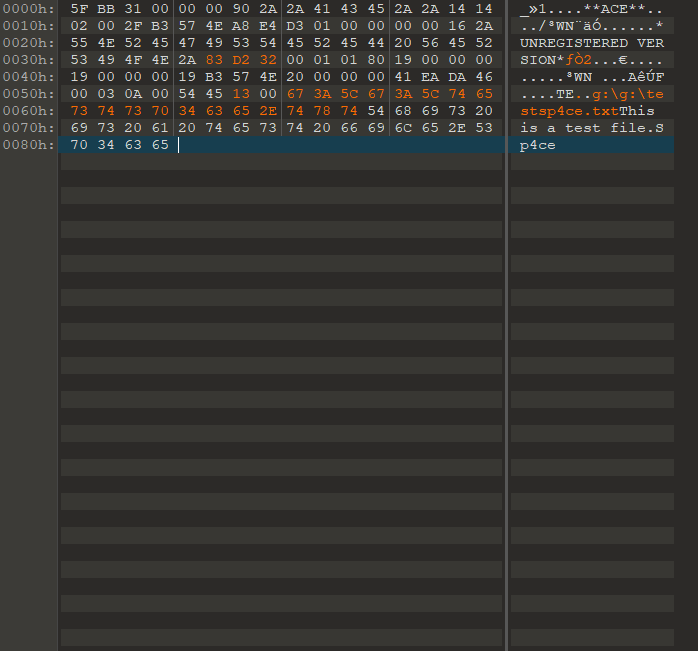 0000h: 5F BB 31 00 00 00 90 2A 2A 41 43 45 2A 2A 14 14 _»1....**ACE**..
0010h: 02 00 2F B3 57 4E A8 E4 D3 01 00 00 00 00 16 2A ../³WN¨äÓ......*
0020h: 55 4E 52 45 47 49 53 54 45 52 45 44 20 56 45 52 UNREGISTERED VER
0030h: 53 49 4F 4E 2A 83 D2 32 00 01 01 80 19 00 00 00 SION*ƒÒ2...€....
0040h: 19 00 00 00 19 B3 57 4E 20 00 00 00 41 EA DA 46 .....³WN ...AêÚF
0050h: 00 03 0A 00 54 45 13 00 67 3A 5C 67 3A 5C 74 65 ....TE..g:\g:\te
0060h: 73 74 73 70 34 63 65 2E 74 78 74 54 68 69 73 20 stsp4ce.txtThis
0070h: 69 73 20 61 20 74 65 73 74 20 66 69 6C 65 2E 53 is a test file.S
0080h: 70 34 63 65 p4ce